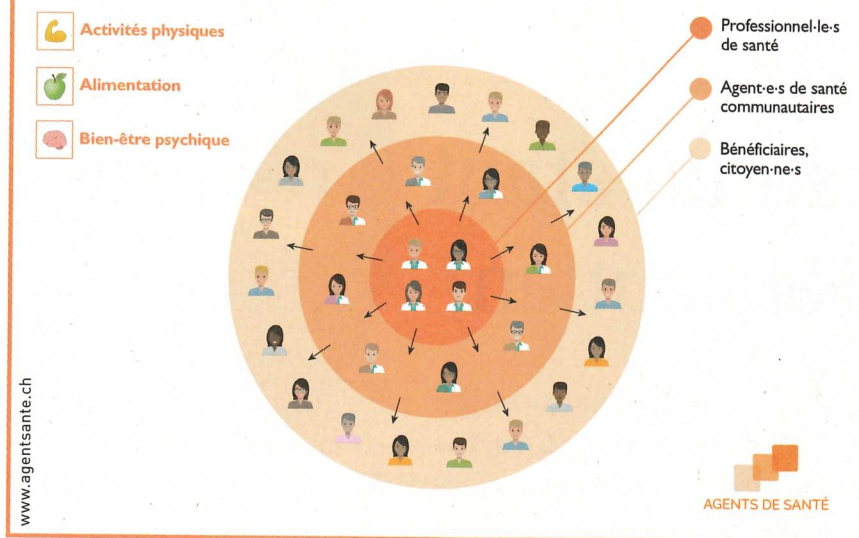 Activités physiques
Alimentation
Bien-être psychique
Professionnel·le·s
de santé
Agent·e·s de santé
communautaires
Bénéficiaires,
citoyen·ne·s
www.agentsante.ch
AGENTS DE SANTÉ